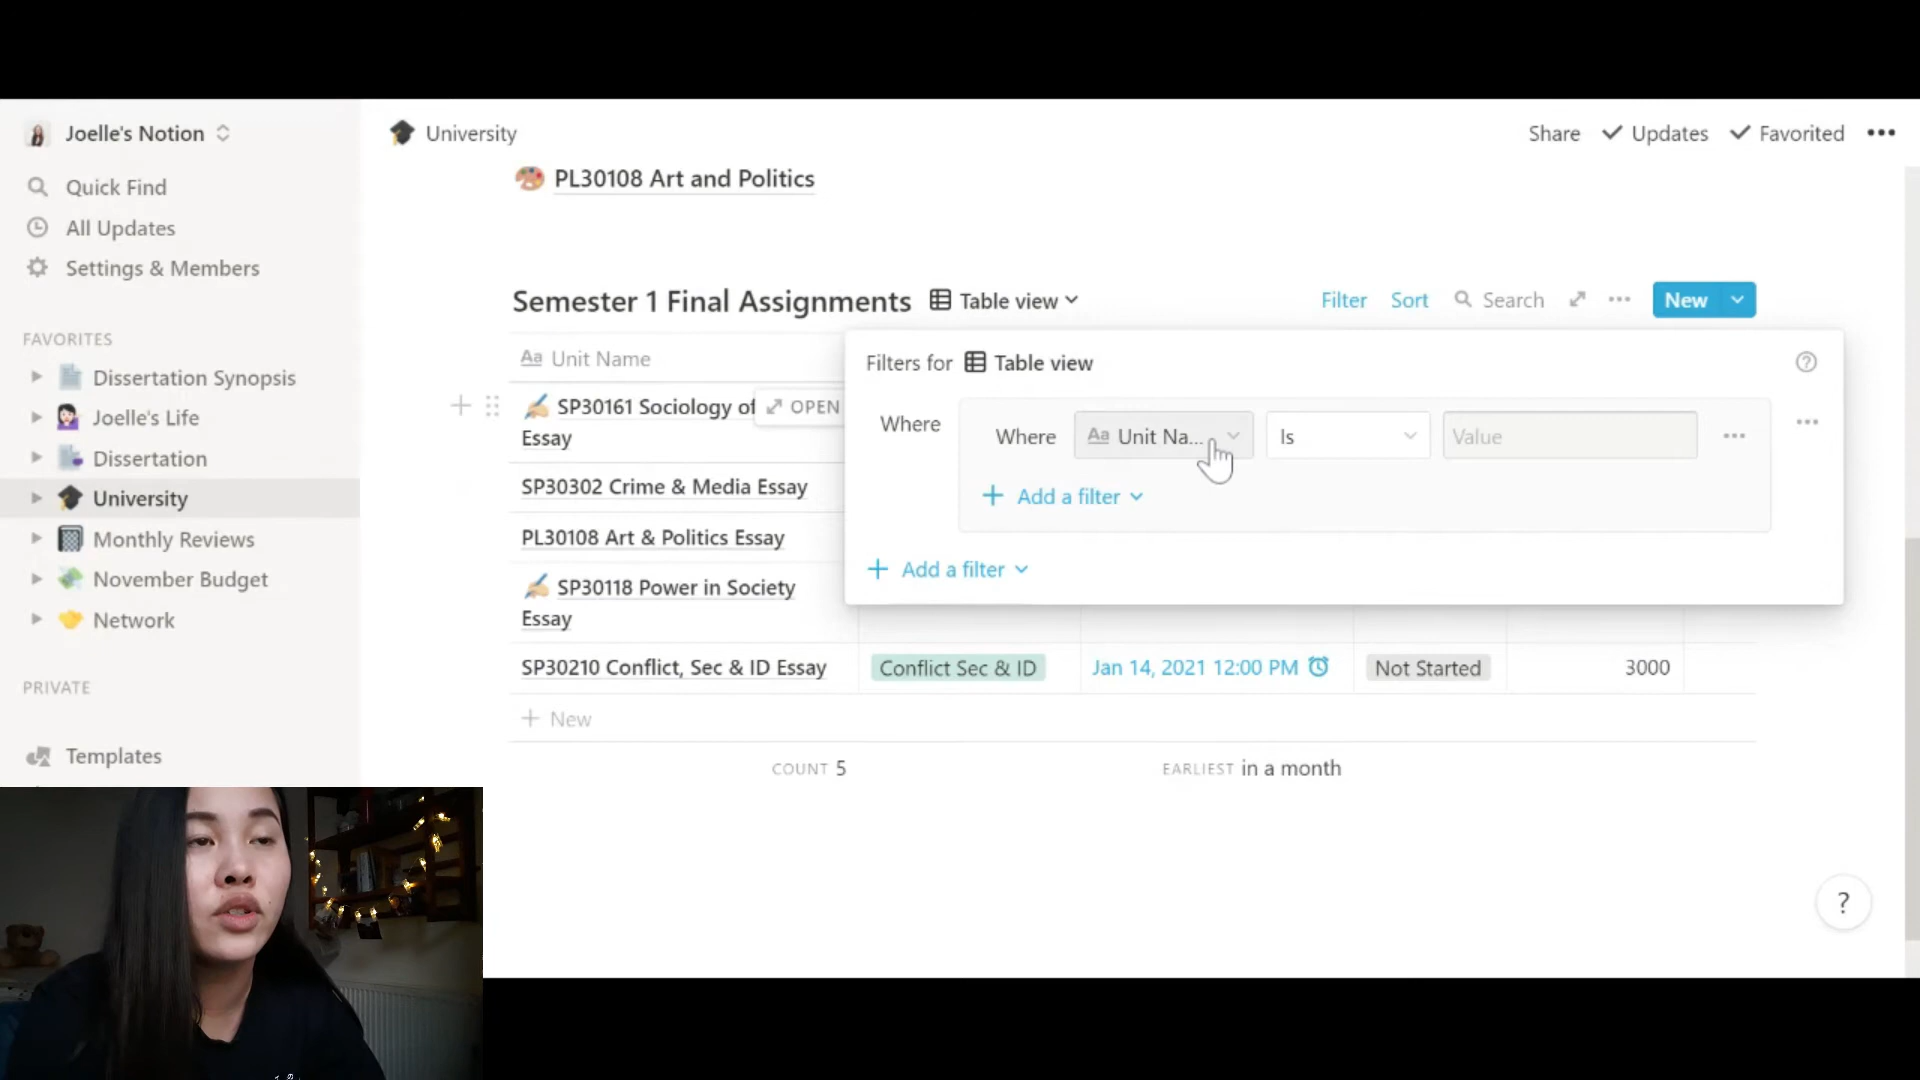 Joelle's Notion
University
Share
Updates
Favorited
Quick Find
All Updates
Settings & Members
FAVORITES
Dissertation Synopsis
Joelle's Life
Dissertation
University
Monthly Reviews
November Budget
Network
PRIVATE
Templates
PL30108 Art and Politics
Semester 1 Final Assignments
Table view
Filter
Sort
Search
New
Aa Unit Name
SP30161 Sociology of
Essay
OPEN
SP30302 Crime & Media Essay
PL30108 Art & Politics Essay
SP30118 Power in Society
Essay
SP30210 Conflict, Sec & ID Essay
Conflict Sec & ID
Jan 14, 2021 12:00 PM
Not Started
3000
+ New
COUNT 5
EARLIEST in a month
Filters for Table view
?
Where
Where
Aa Unit Na...
Is
Value
+ Add a filter
+ Add a filter
?